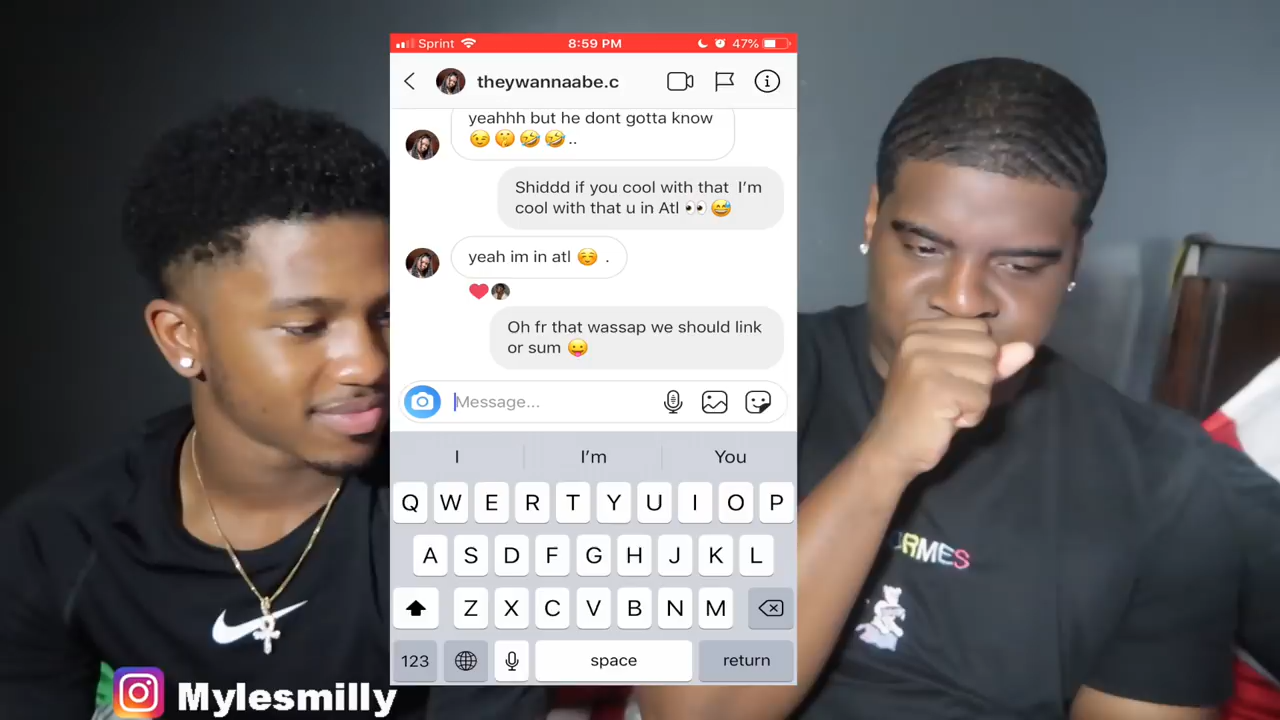 Sprint 8:59 PM 47%
theywannaabe.c
yeahhh but he dont gotta know
😉 🤫 🤣 🤣 ..
Shiddd if you cool with that I'm
cool with that u in Atl 👀 😅
yeah im in atl ☺️ .
❤️
Oh fr that wassap we should link
or sum 😛
Message...
I I'm You
Q W E R T Y U I O P
A S D F G H J K L
Z X C V B N M
123 space return
RMES
Mylesmilly